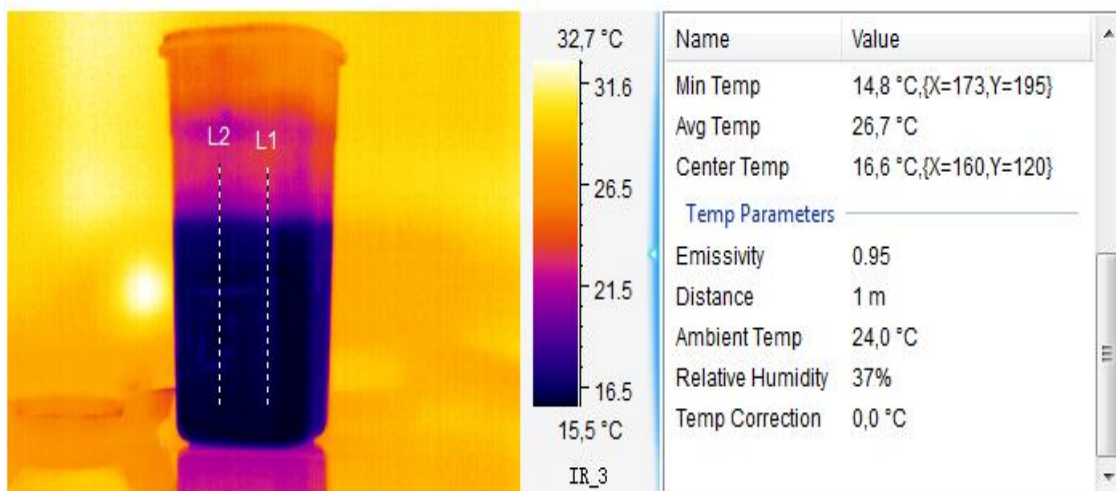 L2 L1
32,7 °C
31.6
26.5
21.5
16.5
15,5 °C
IR_3
Name Value
Min Temp 14,8 °C,{X=173,Y=195}
Avg Temp 26,7 °C
Center Temp 16,6 °C,{X=160,Y=120}
Temp Parameters
Emissivity 0.95
Distance 1 m
Ambient Temp 24,0 °C
Relative Humidity 37%
Temp Correction 0,0 °C